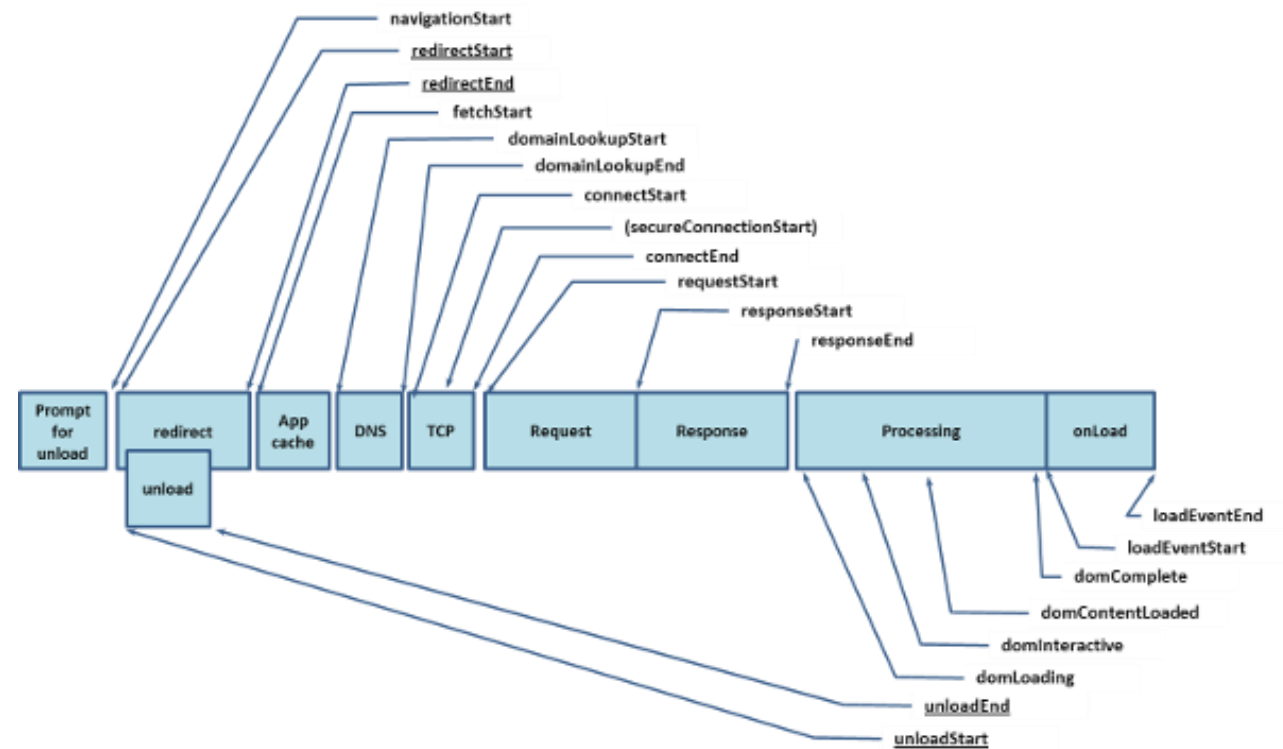 navigationStart
redirectStart
redirectEnd
fetchStart
domainLookupStart
domainLookupEnd
connectStart
(secureConnectionStart)
connectEnd
requestStart
responseStart
responseEnd
Prompt
for
unload
redirect
unload
App
cache
DNS
TCP
Request
Response
Processing
onLoad
loadEventEnd
loadEventStart
domComplete
domContentLoaded
domInteractive
domLoading
unloadEnd
unloadStart